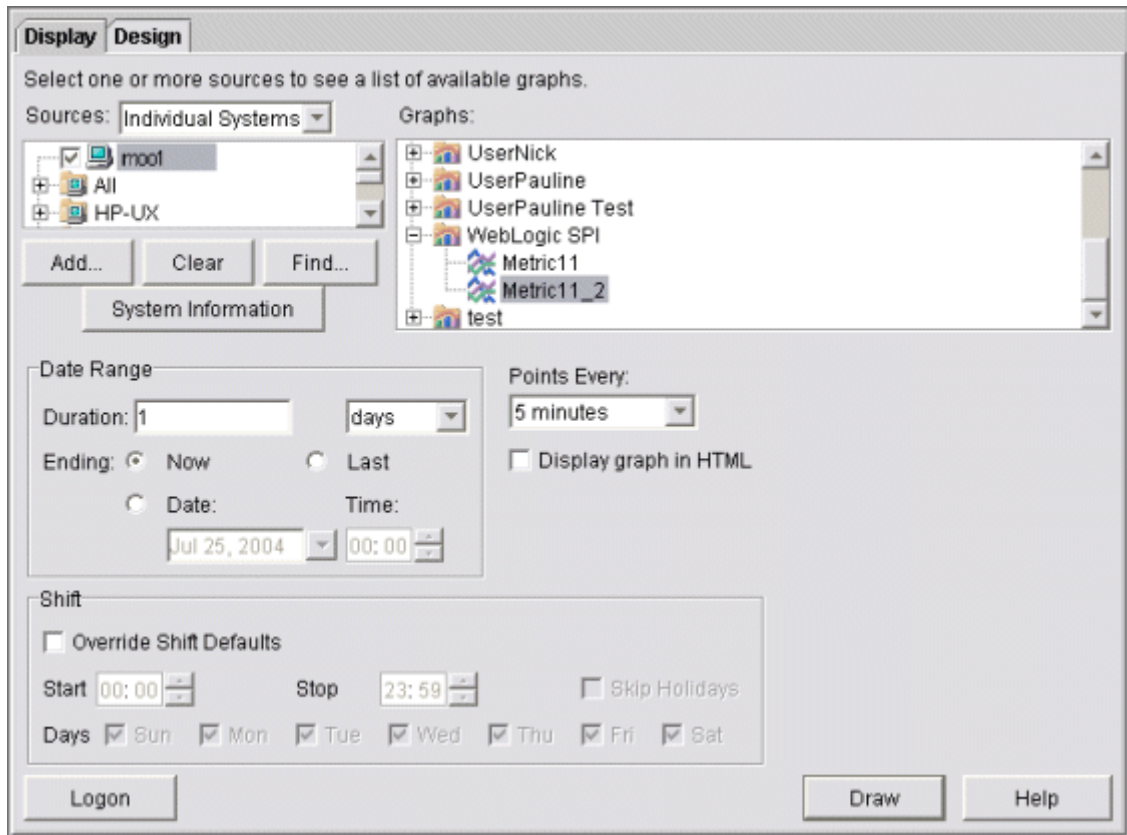 Display Design
Select one or more sources to see a list of available graphs.
Sources: Individual Systems Graphs:
moot
All
HP-UX
UserNick
UserPauline
UserPauline Test
WebLogic SPI
Metric11
Metric11_2
test
Add... Clear Find...
System Information
Date Range
Duration: 1 days
Ending: Now Last
Date: Time:
Jul 25, 2004 00:00
Points Every:
5 minutes
Display graph in HTML
Shift
Override Shift Defaults
Start 00:00 Stop 23:59 Skip Holidays
Days Sun Mon Tue Wed Thu Fri Sat
Logon Draw Help